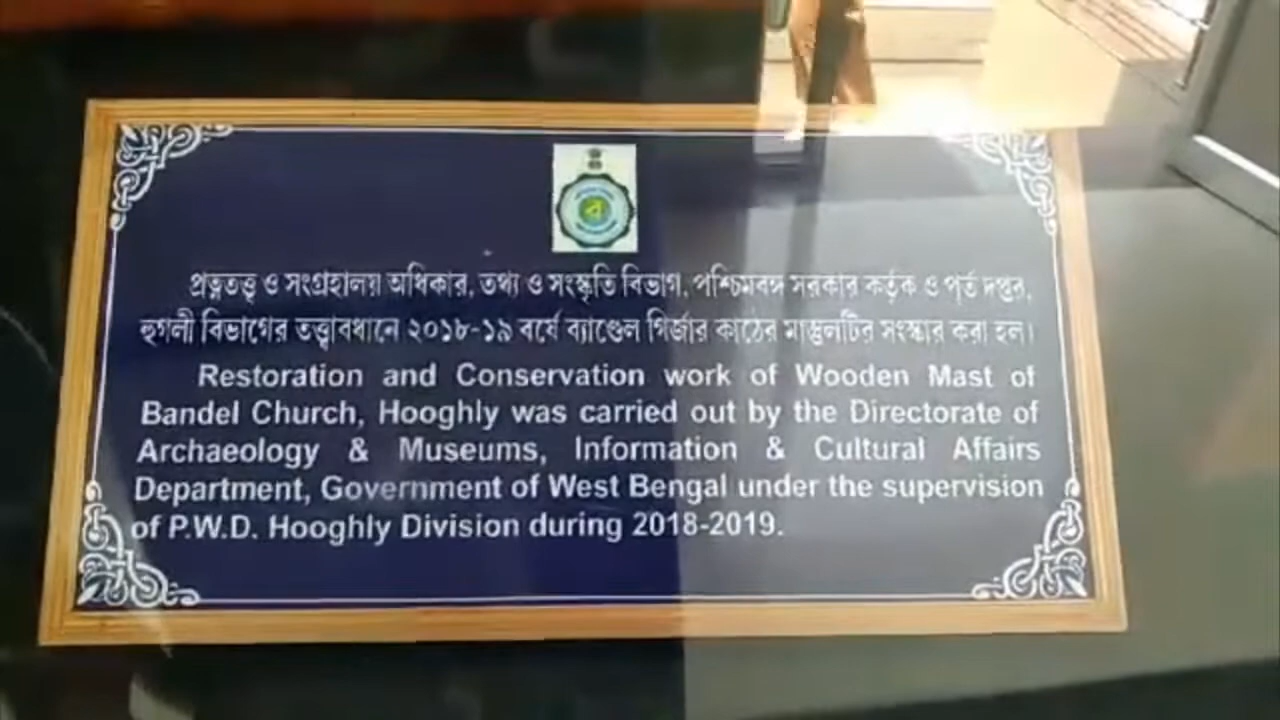 প্রত্নতত্ত্ব ও সংগ্রহালয় অধিকার, তথ্য ও সংস্কৃতি বিভাগ, পশ্চিমবঙ্গ সরকার কর্তৃক ও পূর্ত দপ্তর,
হুগলী বিভাগের তত্ত্বাবধানে ২০১৮-১৯ বর্ষে ব্যাণ্ডেল গির্জার কাঠের মাস্তুলটির সংস্কার করা হল।
Restoration and Conservation work of Wooden Mast of
Bandel Church, Hooghly was carried out by the Directorate of
Archaeology & Museums, Information & Cultural Affairs
Department, Government of West Bengal under the supervision
of P.W.D. Hooghly Division during 2018-2019.